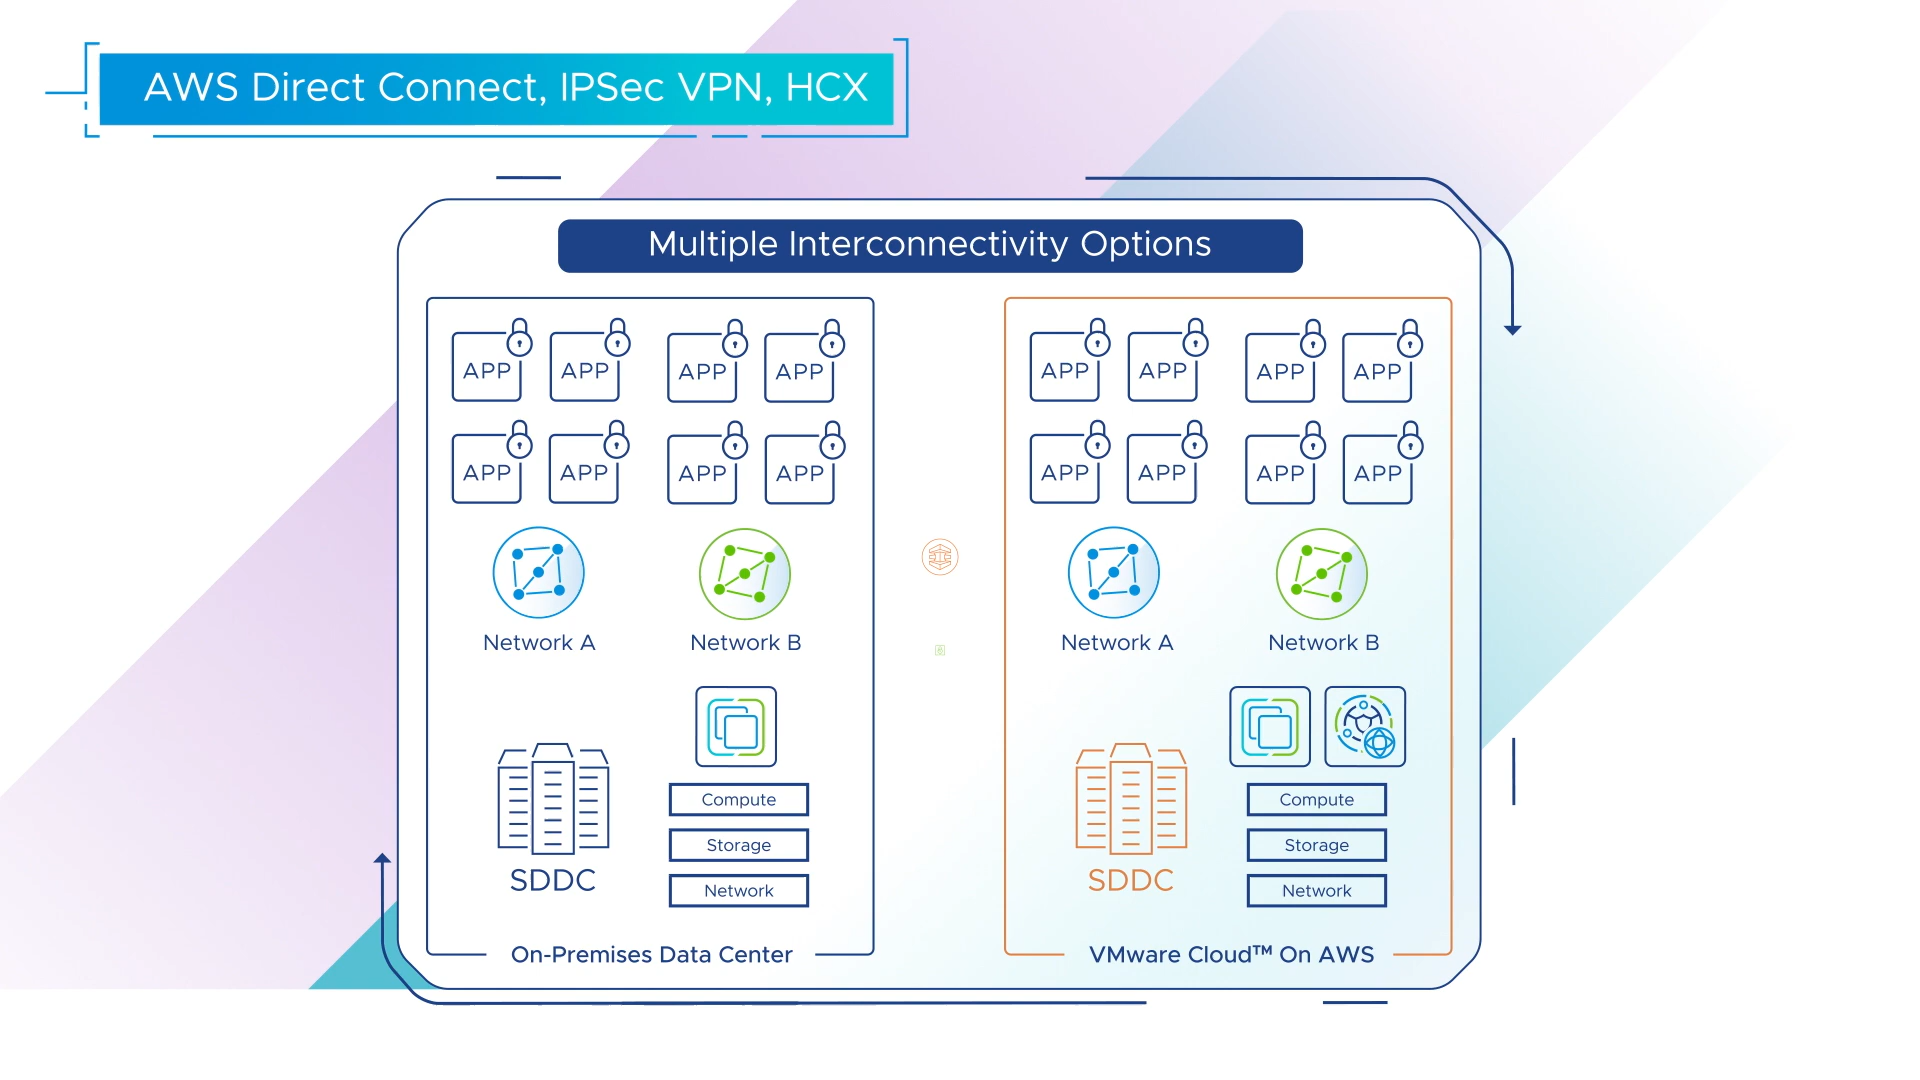 AWS Direct Connect, IPSec VPN, HCX
Multiple Interconnectivity Options
APP APP APP APP
APP APP APP APP
Network A Network B
Compute
Storage
Network
SDDC
On-Premises Data Center
APP APP APP APP
APP APP APP APP
Network A Network B
Compute
Storage
Network
SDDC
VMware Cloud™ On AWS